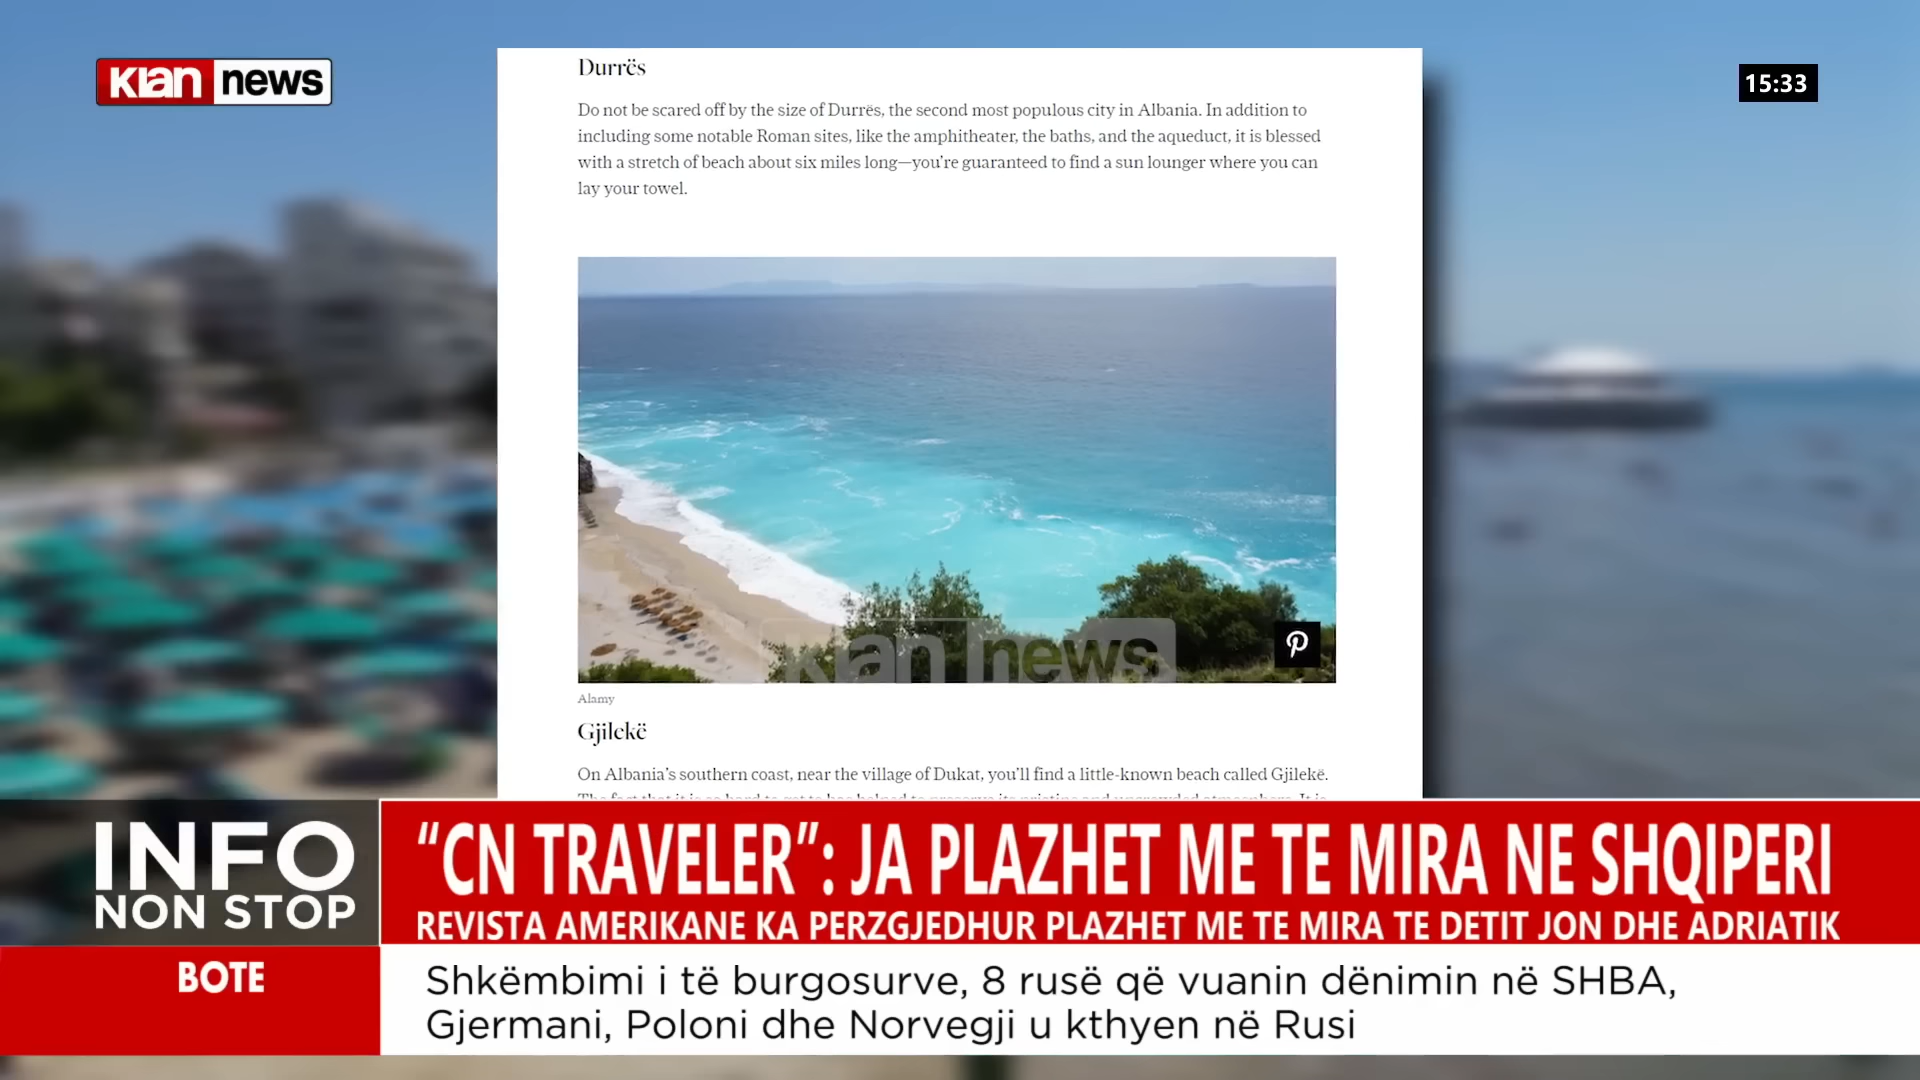 Klan news
15:33
Durrës
Do not be scared off by the size of Durrës, the second most populous city in Albania. In addition to
including some notable Roman sites, like the amphitheater, the baths, and the aqueduct, it is blessed
with a stretch of beach about six miles long—you're guaranteed to find a sun lounger where you can
lay your towel.
klan news
Alamy
Gjilekë
On Albania's southern coast, near the village of Dukat, you'll find a little-known beach called Gjilekë.
INFO
NON STOP
“CN TRAVELER”: JA PLAZHET ME TE MIRA NE SHQIPERI
REVISTA AMERIKANE KA PERZGJEDHUR PLAZHET ME TE MIRA TE DETIT JON DHE ADRIATIK
BOTE
Shkëmbimi i të burgosurve, 8 rusë që vuanin dënimin në SHBA,
Gjermani, Poloni dhe Norvegji u kthyen në Rusi